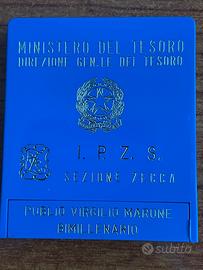 MINISTERO DEL TESORO
DIREZIONE GEN.LE DEL TESORO
I.P.Z.S.
SEZIONE ZECCA
PUBLIO VIRGILIO MARONE
BIMILLENARIO
subito